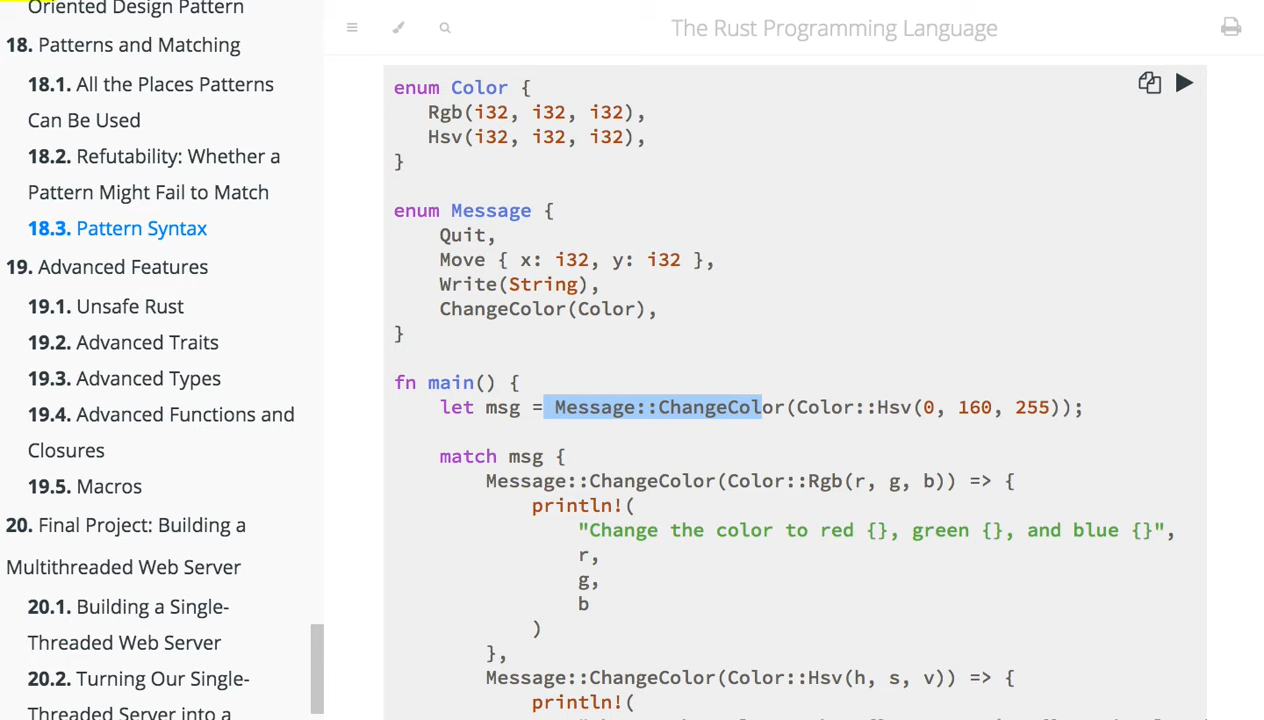 Oriented Design Pattern
18. Patterns and Matching
18.1. All the Places Patterns
Can Be Used
18.2. Refutability: Whether a
Pattern Might Fail to Match
18.3. Pattern Syntax
19. Advanced Features
19.1. Unsafe Rust
19.2. Advanced Traits
19.3. Advanced Types
19.4. Advanced Functions and
Closures
19.5. Macros
20. Final Project: Building a
Multithreaded Web Server
20.1. Building a Single-
Threaded Web Server
20.2. Turning Our Single-
Threaded Server into a
The Rust Programming Language
enum Color {
Rgb(i32, i32, i32),
Hsv(i32, i32, i32),
}
enum Message {
Quit,
Move { x: i32, y: i32 },
Write(String),
ChangeColor(Color),
}
fn main() {
let msg = Message::ChangeColor(Color::Hsv(0, 160, 255));
match msg {
Message::ChangeColor(Color::Rgb(r, g, b)) => {
println!(
"Change the color to red {}, green {}, and blue {}",
r,
g,
b
)
},
Message::ChangeColor(Color::Hsv(h, s, v)) => {
println!(